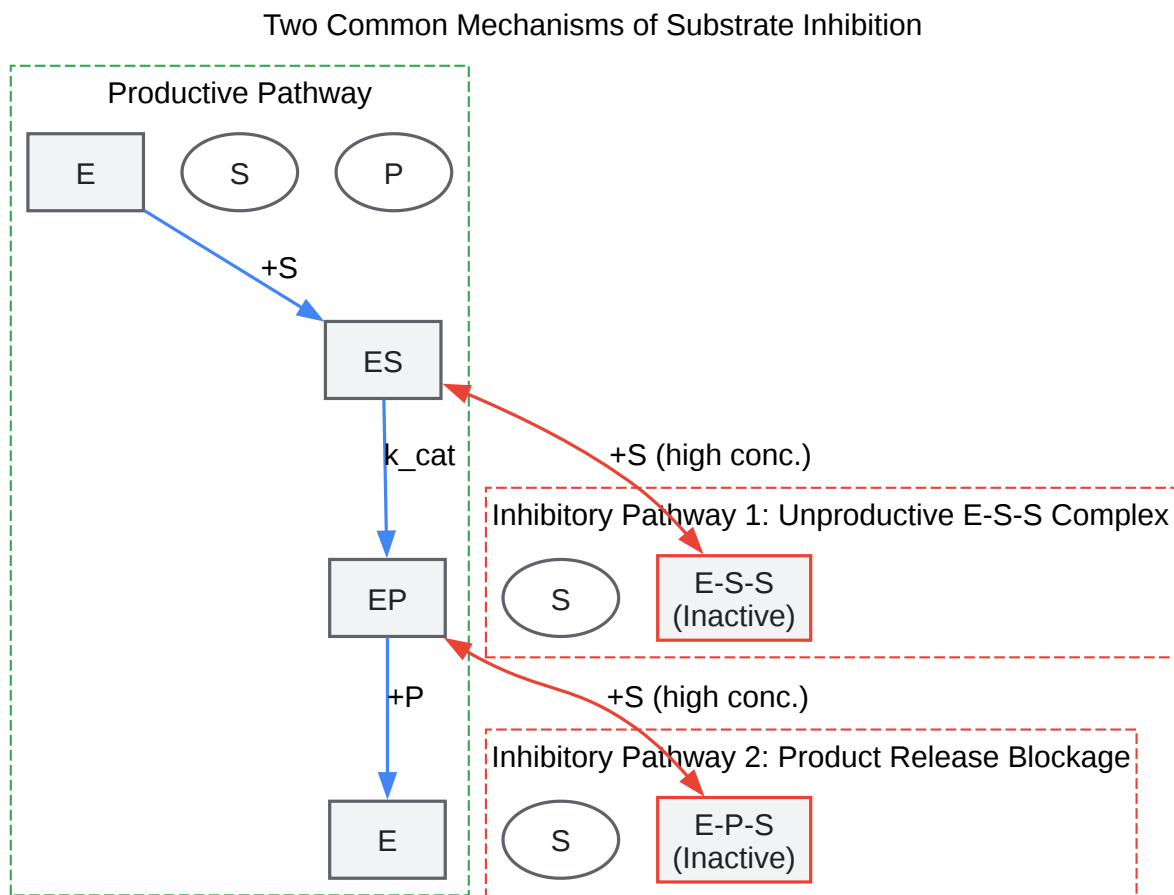 Two Common Mechanisms of Substrate Inhibition
Productive Pathway
E
S
P
+S
ES
k_cat
+S (high conc.)
Inhibitory Pathway 1: Unproductive E-S-S Complex
EP
S
E-S-S
(Inactive)
+P
+S (high conc.)
Inhibitory Pathway 2: Product Release Blockage
E
S
E-P-S
(Inactive)